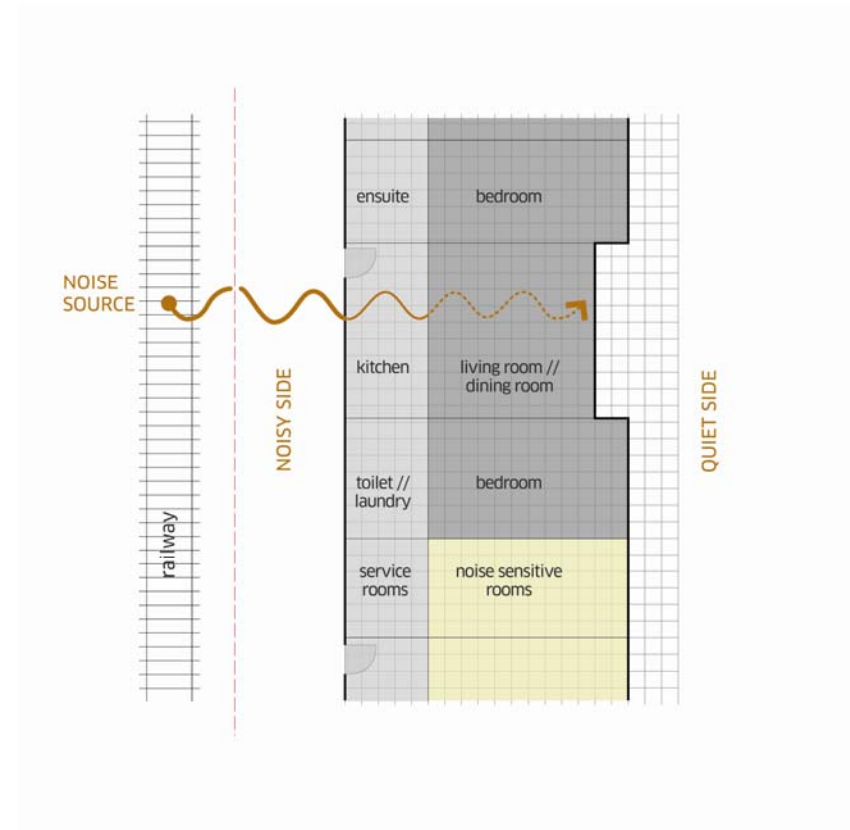 ensuite
bedroom
NOISE
SOURCE
kitchen
living room //
dining room
NOISY SIDE
QUIET SIDE
toilet //
laundry
bedroom
railway
service
rooms
noise sensitive
rooms